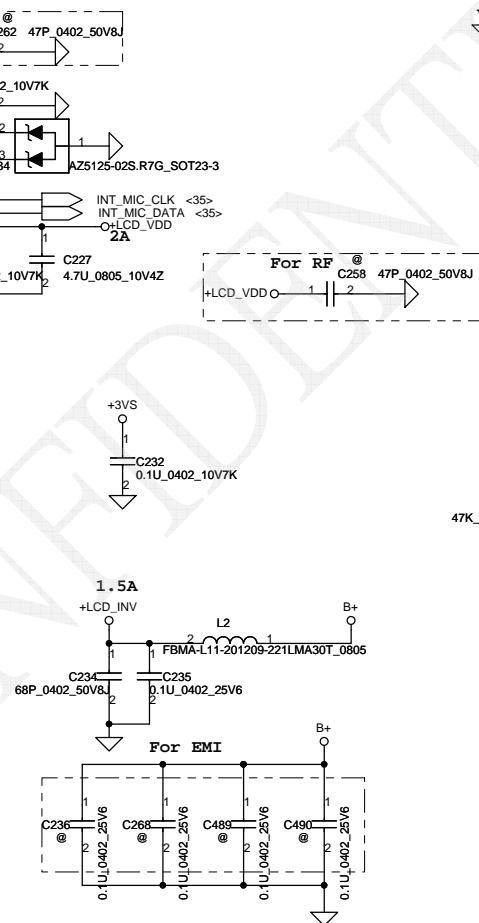 @
262 47P_0402_50V8J
2
2_10V7K
2
2
3
1
34 AZ5125-02S.R7G_SOT23-3
INT_MIC_CLK <35>
INT_MIC_DATA <35>
+LCD_VDD
2A
1
C227
_10V7K 4.7U_0805_10V4Z
2
For RF @
C258 47P_0402_50V8J
+LCD_VDD 1 2
+3VS
1
C232
0.1U_0402_10V7K
2
47K_
1.5A
+LCD_INV L2 B+
2 1
FBMA-L11-201209-221LMA30T_0805
1 1
C234 C235
68P_0402_50V8J 0.1U_0402_25V6
2 2
For EMI B+
1 1 1 1
C236 C268 C489 C490
@ @ @ @
2 2 2 2
0.1U_0402_25V6 0.1U_0402_25V6 0.1U_0402_25V6 0.1U_0402_25V6